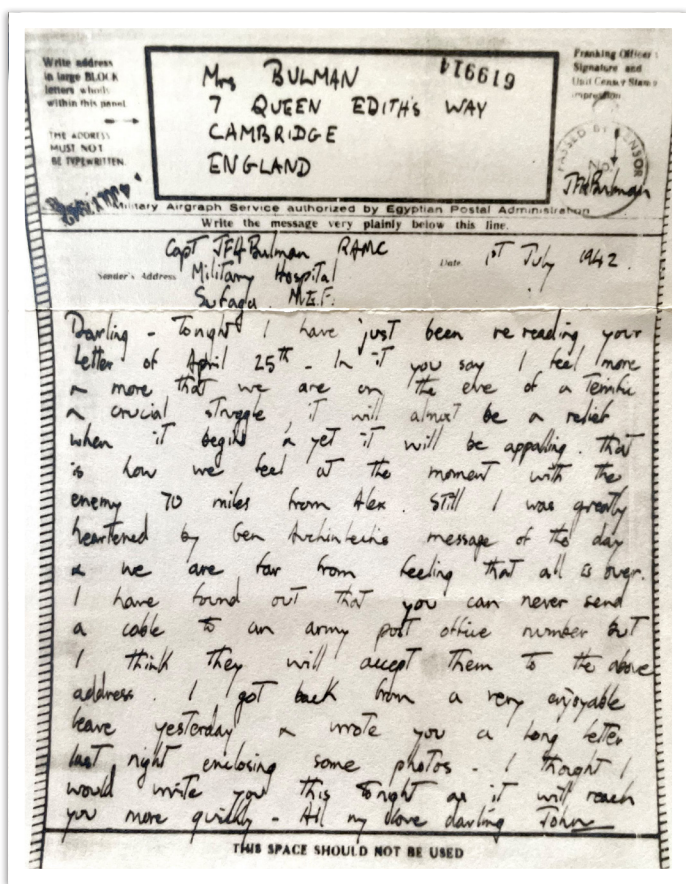 Write address
in large BLOCK
letters wholly
within this panel
THE ADDRESS
MUST NOT
BE TYPEWRITTEN.
Mrs BULMAN
7 QUEEN EDITH'S WAY
CAMBRIDGE
ENGLAND
619914
Franking Officer's
Signature and
Unit Censor Stamp
impression
PASSED BY CENSOR
No.
JFHBulman
Military Airgraph Service authorized by Egyptian Postal Administration
Write the message very plainly below this line.
Sender's Address
Capt JFHBulman RAMC
Military Hospital
Sufaga. M.E.F.
Date 1st July 1942.
Darling - Tonight I have just been re reading your
letter of April 25th - In it you say I feel more
& more that we are on the eve of a terrific
& crucial struggle, it will almost be a relief
when it begins & yet it will be appalling. That
is how we feel at the moment with the
enemy 70 miles from Alex. Still I was greatly
heartened by Gen Auchinlecks message of the day
& we are far from feeling that all is over.
I have found out that you can never send
a cable to an army post office number but
I think they will accept them to the above
address. I got back from a very enjoyable
leave yesterday & wrote you a long letter
last night enclosing some photos - I thought I
would write you this tonight as it will reach
you more quickly - All my love darling John
THIS SPACE SHOULD NOT BE USED